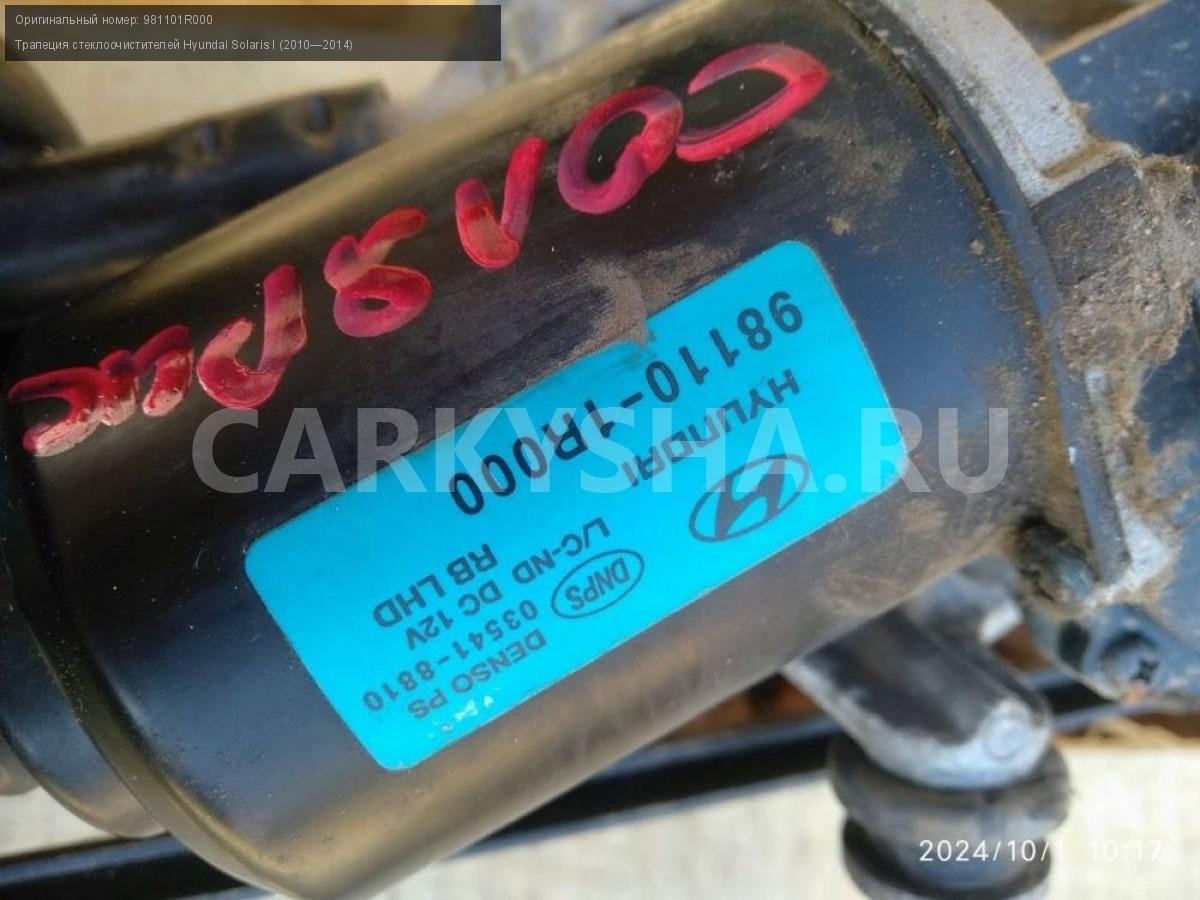 Оригинальный номер: 981101R000
Трапеция стеклоочистителей Hyundai Solaris I (2010—2014)
DENSO PS
DNPS 03541-8810
L/C-ND DC 12V
RB LHD
HYUNDAI
98110-1R000
CARKYSHA.RU
2024/10/1 10:17